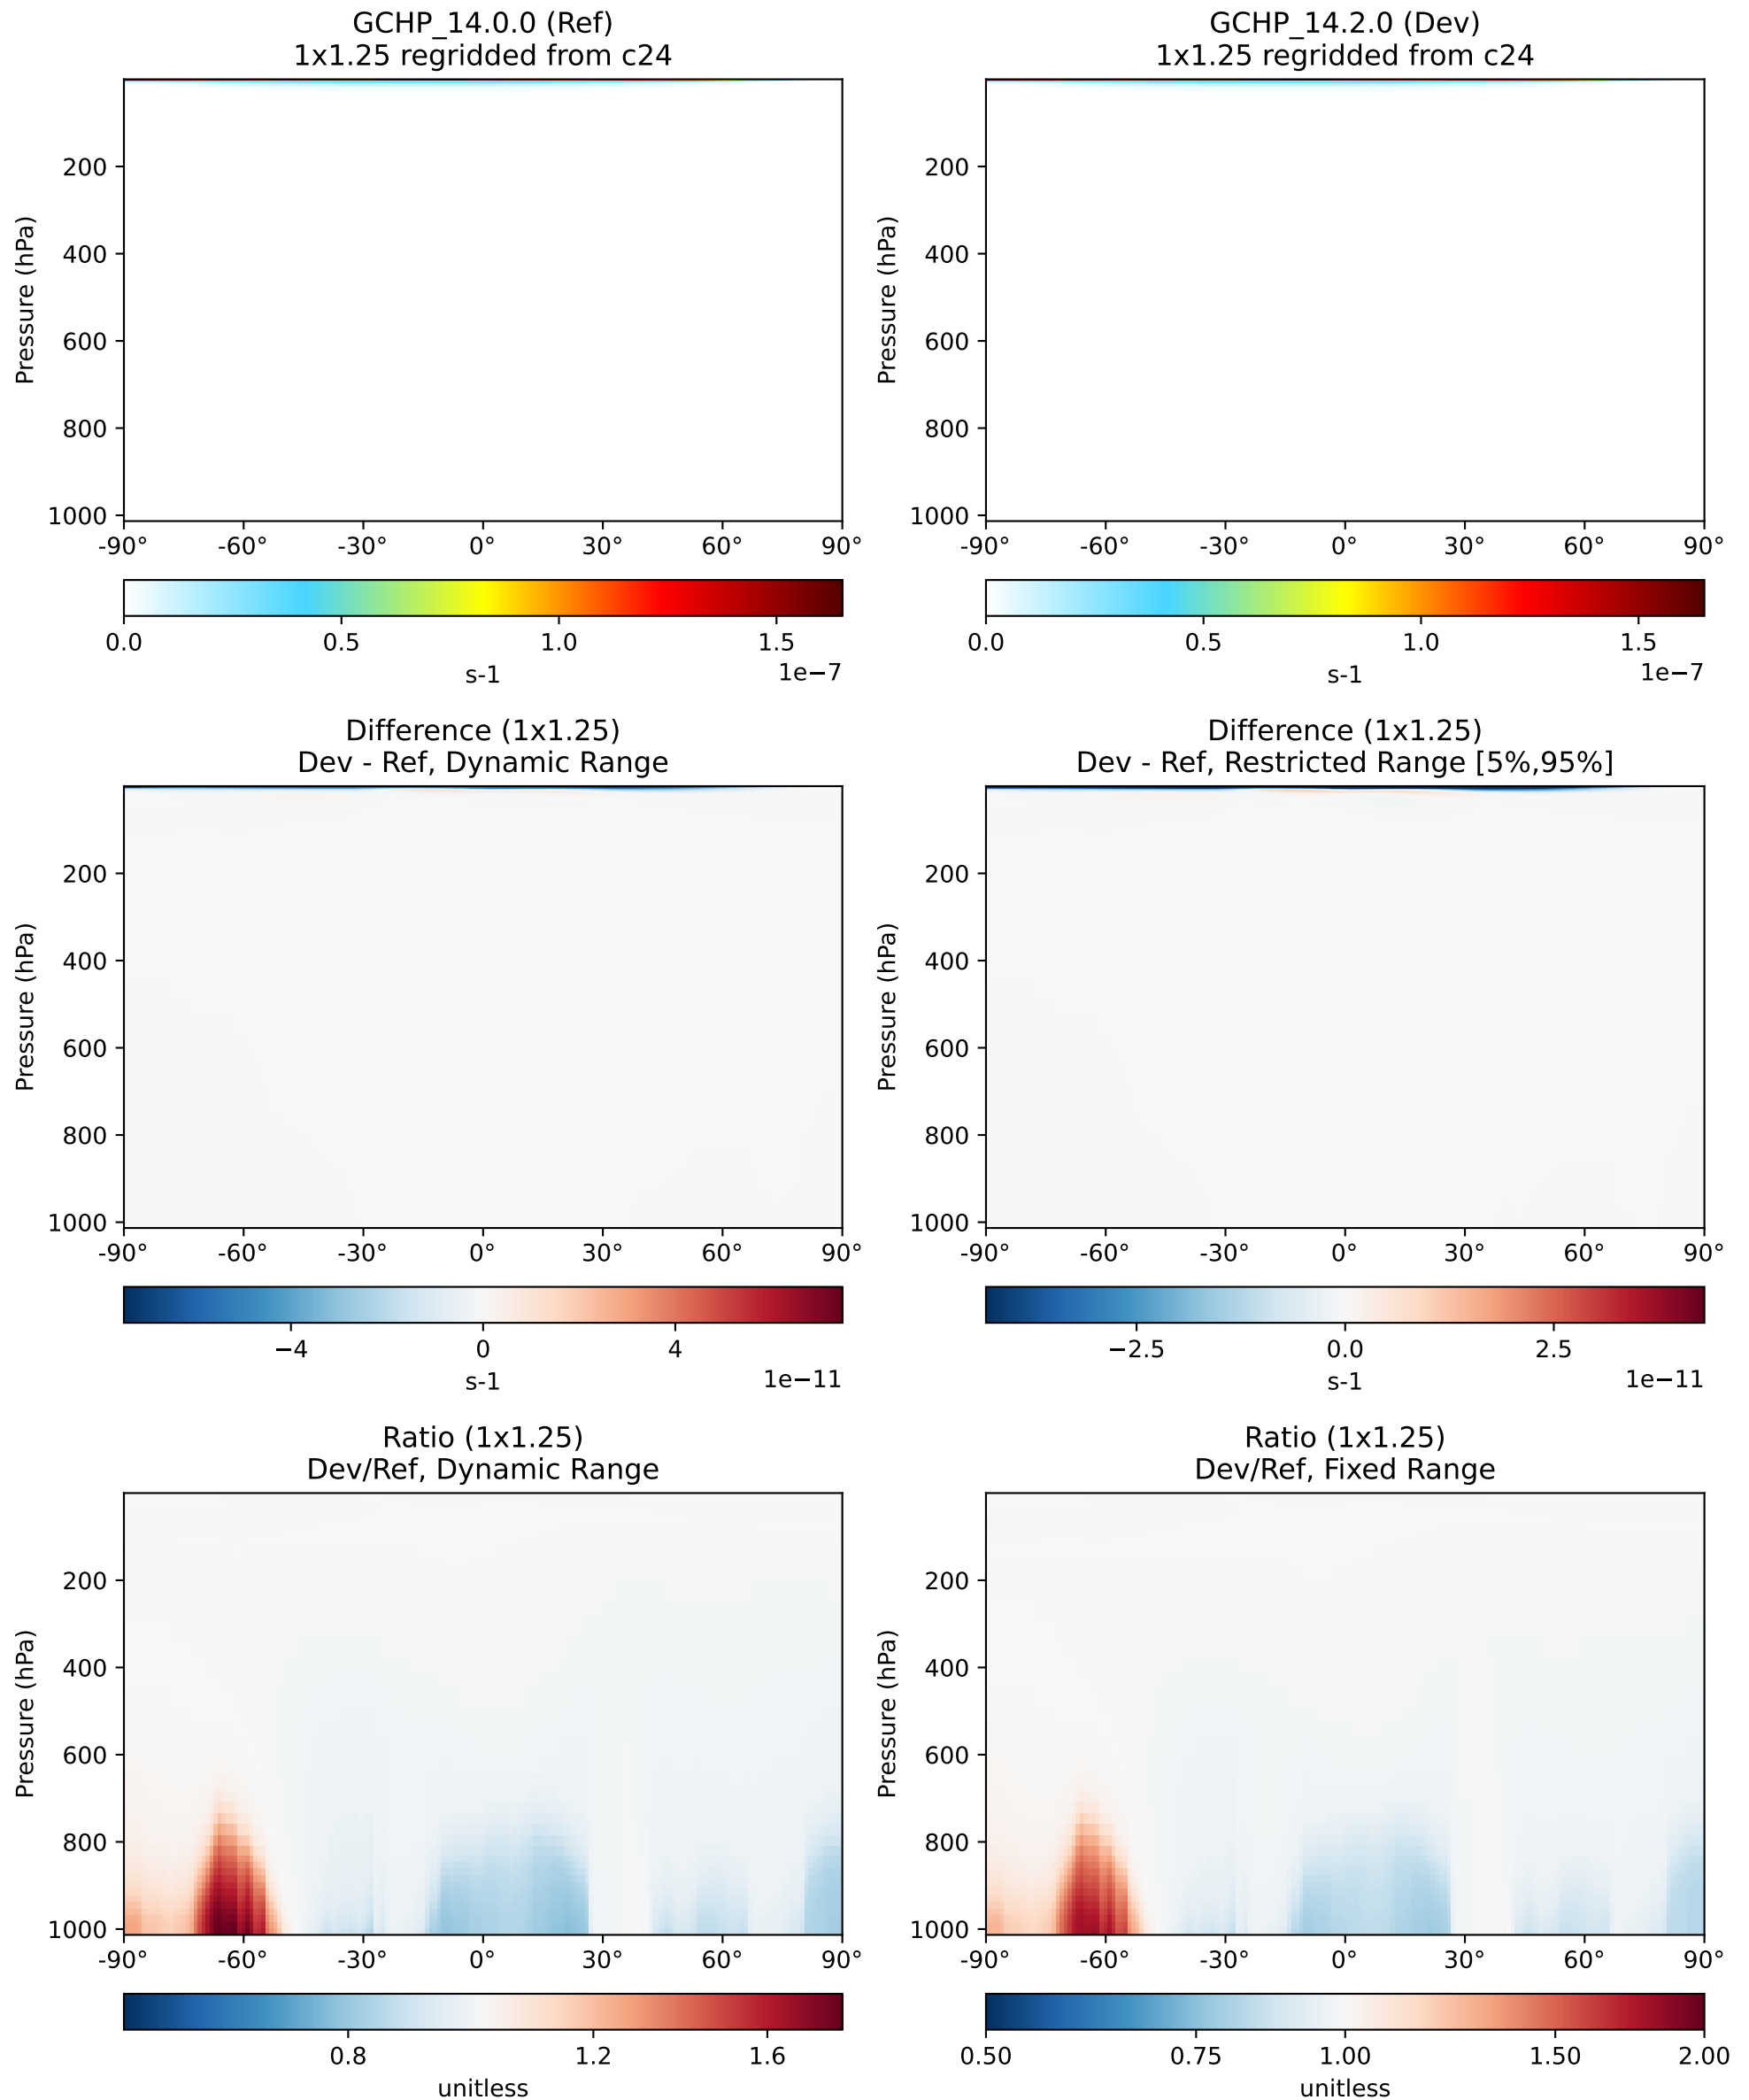 GCHP_14.0.0 (Ref)
1x1.25 regridded from c24
Pressure (hPa)
200
400
600
800
1000
-90° -60° -30° 0° 30° 60° 90°
0.0 0.5 1.0 1.5
s-1
1e−7
GCHP_14.2.0 (Dev)
1x1.25 regridded from c24
Pressure (hPa)
200
400
600
800
1000
-90° -60° -30° 0° 30° 60° 90°
0.0 0.5 1.0 1.5
s-1
1e−7
Difference (1x1.25)
Dev - Ref, Dynamic Range
Pressure (hPa)
200
400
600
800
1000
-90° -60° -30° 0° 30° 60° 90°
−4 0 4
s-1
1e−11
Difference (1x1.25)
Dev - Ref, Restricted Range [5%,95%]
Pressure (hPa)
200
400
600
800
1000
-90° -60° -30° 0° 30° 60° 90°
−2.5 0.0 2.5
s-1
1e−11
Ratio (1x1.25)
Dev/Ref, Dynamic Range
Pressure (hPa)
200
400
600
800
1000
-90° -60° -30° 0° 30° 60° 90°
0.8 1.2 1.6
unitless
Ratio (1x1.25)
Dev/Ref, Fixed Range
Pressure (hPa)
200
400
600
800
1000
-90° -60° -30° 0° 30° 60° 90°
0.50 0.75 1.00 1.50 2.00
unitless